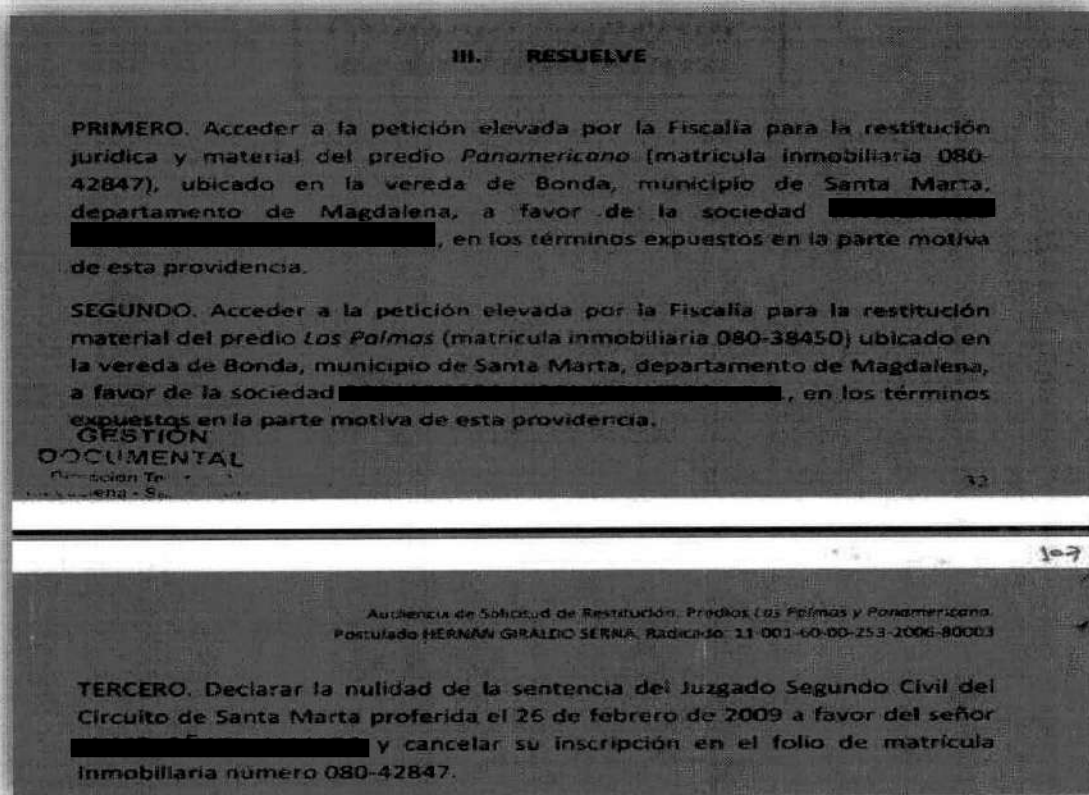 III. RESUELVE
PRIMERO. Acceder a la petición elevada por la Fiscalía para la restitución
jurídica y material del predio Panamericano (matrícula inmobiliaria 080-
42847), ubicado en la vereda de Bonda, municipio de Santa Marta,
departamento de Magdalena, a favor de la sociedad
, en los términos expuestos en la parte motiva
de esta providencia.
SEGUNDO. Acceder a la petición elevada por la Fiscalía para la restitución
material del predio Las Palmas (matrícula inmobiliaria 080-38450) ubicado en
la vereda de Bonda, municipio de Santa Marta, departamento de Magdalena,
a favor de la sociedad ., en los términos
expuestos en la parte motiva de esta providencia.
GESTIÓN
DOCUMENTAL
32
107
Audiencia de Solicitud de Restitución. Predios Las Palmas y Panamericano.
Postulado HERNÁN GIRALDO SERNA. Radicado: 11-001-60-00-253-2006-80003
TERCERO. Declarar la nulidad de la sentencia del Juzgado Segundo Civil del
Circuito de Santa Marta proferida el 26 de febrero de 2009 a favor del señor
y cancelar su inscripción en el folio de matrícula
inmobiliaria número 080-42847.